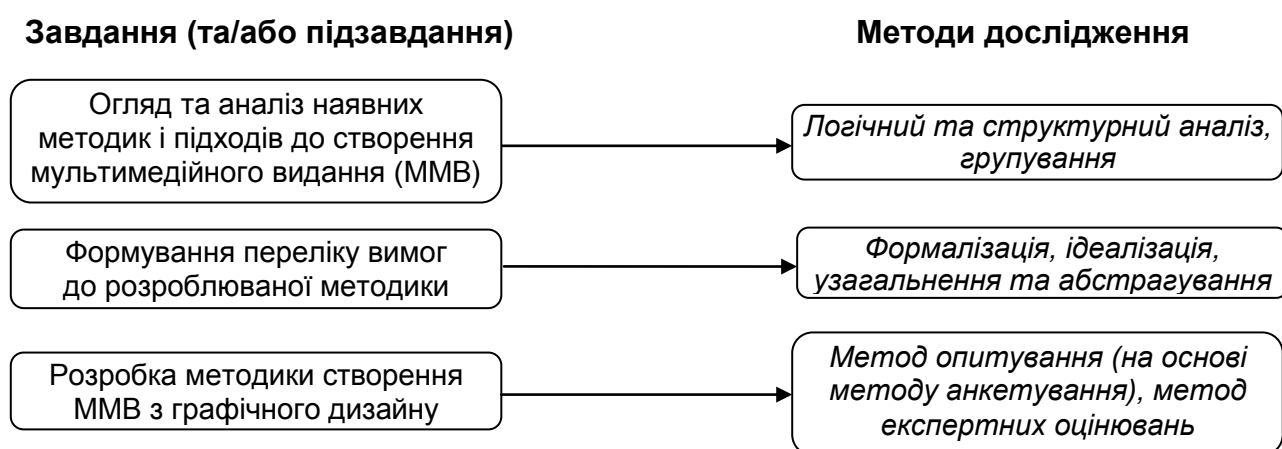 Завдання (та/або підзавдання)
Методи дослідження
Огляд та аналіз наявних
методик і підходів до створення
мультимедійного видання (ММВ)
Логічний та структурний аналіз,
групування
Формування переліку вимог
до розроблюваної методики
Формалізація, ідеалізація,
узагальнення та абстрагування
Розробка методики створення
ММВ з графічного дизайну
Метод опитування (на основі
методу анкетування), метод
експертних оцінювань